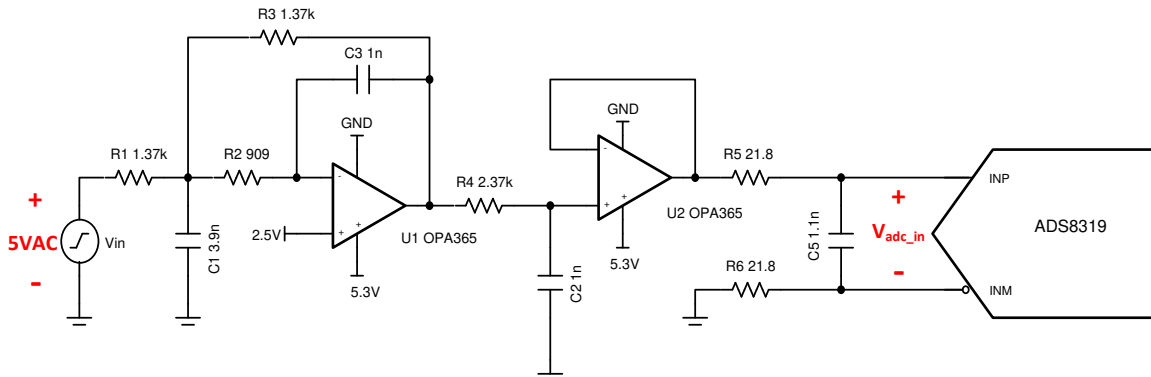 R3 1.37k
C3 1n
GND
R1 1.37k
R2 909
-
+
+
2.5V
U1 OPA365
5.3V
+
5VAC
-
Vin
C1 3.9n
R4 2.37k
C2 1n
GND
-
+
+
U2 OPA365
5.3V
R5 21.8
R6 21.8
C5 1.1n
+
Vadc_in
-
INP
INM
ADS8319